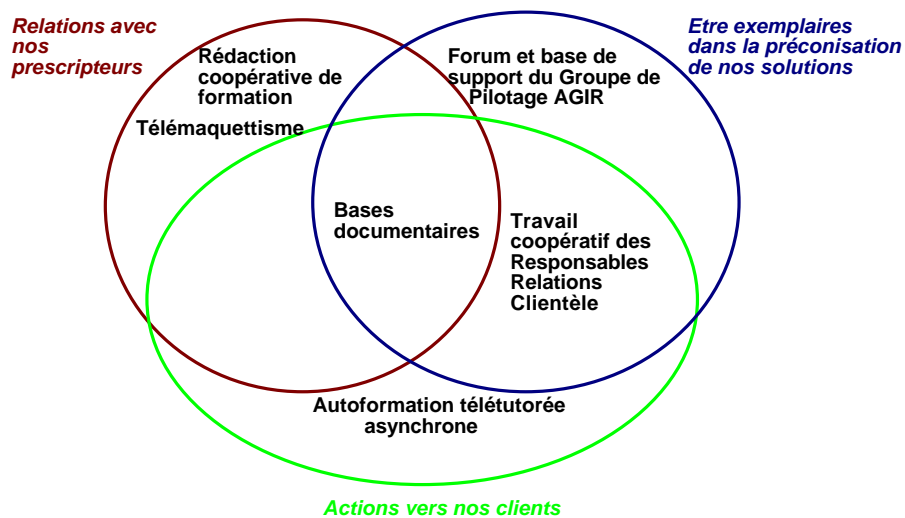 Relations avec
nos
prescripteurs
Rédaction
coopérative de
formation
Télémaquettisme
Forum et base de
support du Groupe de
Pilotage AGIR
Etre exemplaires
dans la préconisation
de nos solutions
Bases
documentaires
Travail
coopératif des
Responsables
Relations
Clientèle
Autoformation télétutorée
asynchrone
Actions vers nos clients